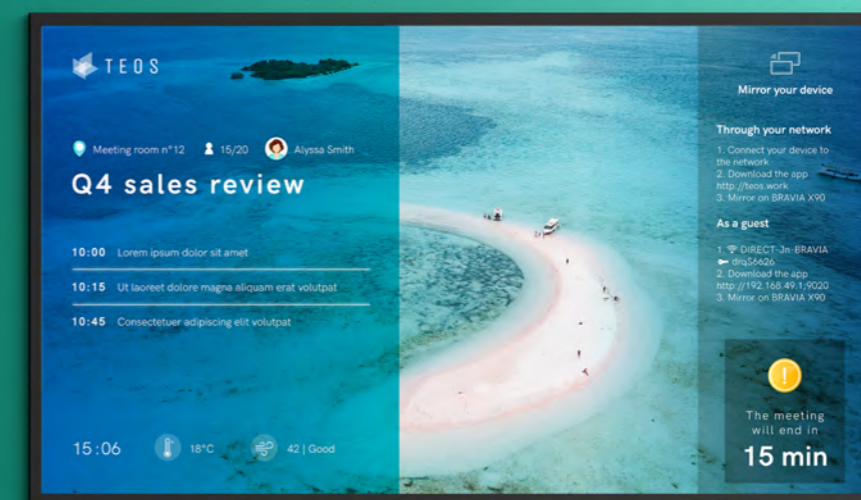 TEOS
Meeting room n°12 15/20 Alyssa Smith
Q4 sales review
10:00 Lorem ipsum dolor sit amet
10:15 Ut laoreet dolore magna aliquam erat volutpat
10:45 Consectetuer adipiscing elit volutpat
15:06 18°C 42 | Good
Mirror your device
Through your network
1. Connect your device to
the network
2. Download the app
http://teos.work
3. Mirror on BRAVIA X90
As a guest
1. DIRECT-Jn-BRAVIA
drqS6626
2. Download the app
http://192.168.49.1:9020
3. Mirror on BRAVIA X90
!
The meeting
will end in
15 min